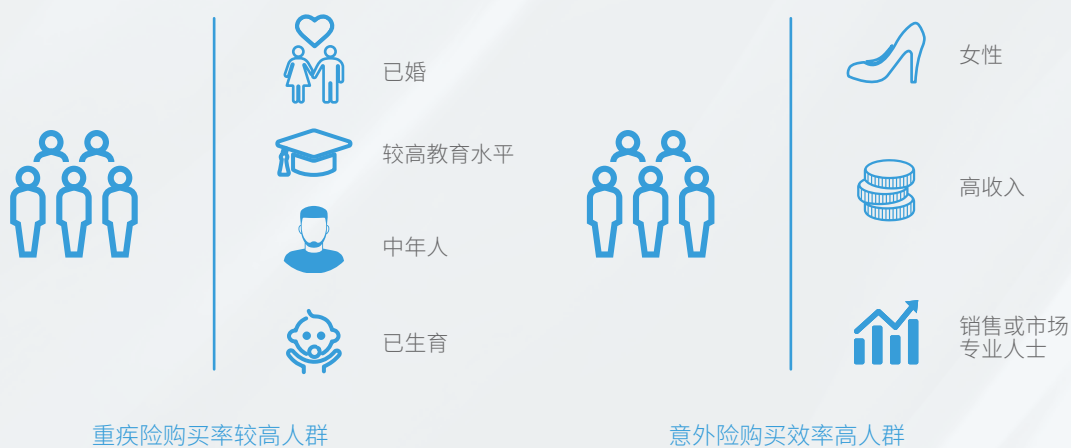 已婚
较高教育水平
中年人
已生育
重疾险购买率较高人群
女性
高收入
销售或市场
专业人士
意外险购买效率高人群